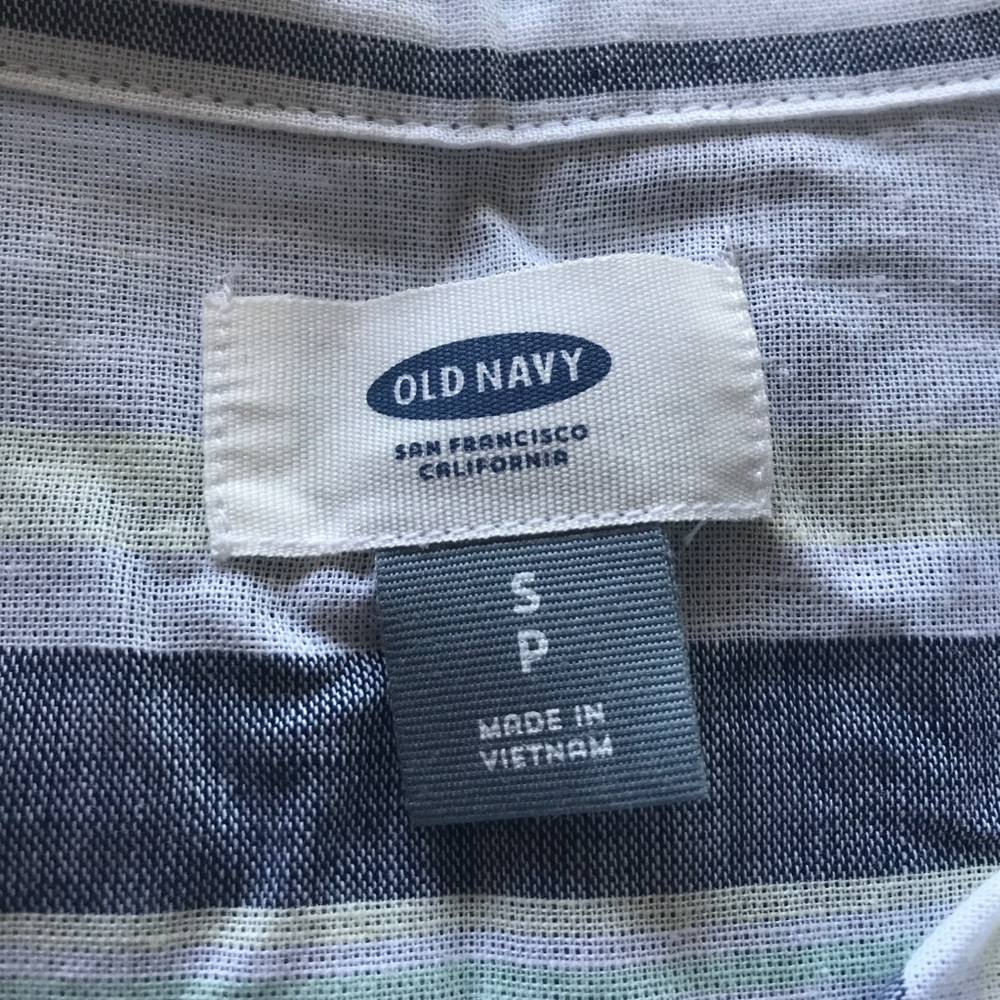 OLD NAVY
SAN FRANCISCO
CALIFORNIA
S
P
MADE IN
VIETNAM